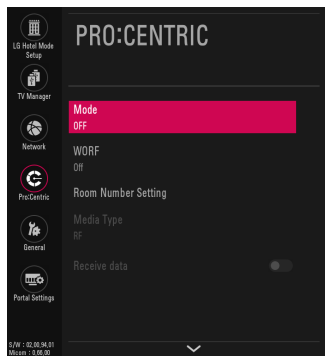 LG Hotel Mode
Setup
TV Manager
Network
Pro:Centric
General
Portal Settings
S/W : 02,00,94,01
Micom : 0,66,00
PRO:CENTRIC
Mode
OFF
WORF
Off
Room Number Setting
Media Type
RF
Receive data